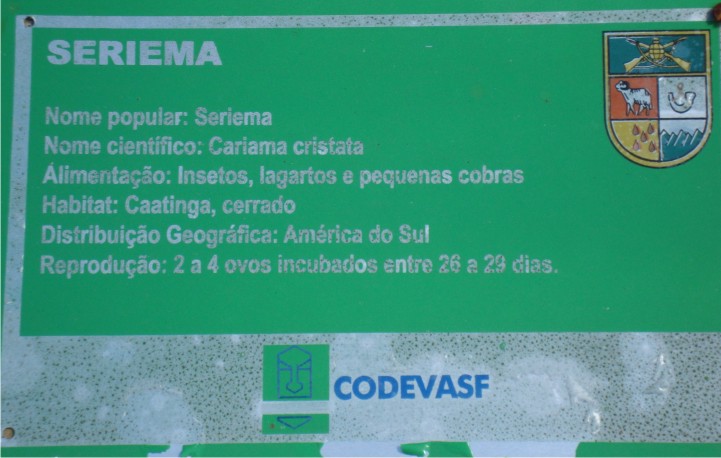 SERIEMA
Nome popular: Seriema
Nome científico: Cariama cristata
Álimentação: Insetos, lagartos e pequenas cobras
Habitat: Caatinga, cerrado
Distribuição Geográfica: América do Sul
Reprodução: 2 a 4 ovos incubados entre 26 a 29 dias.
CODEVASF